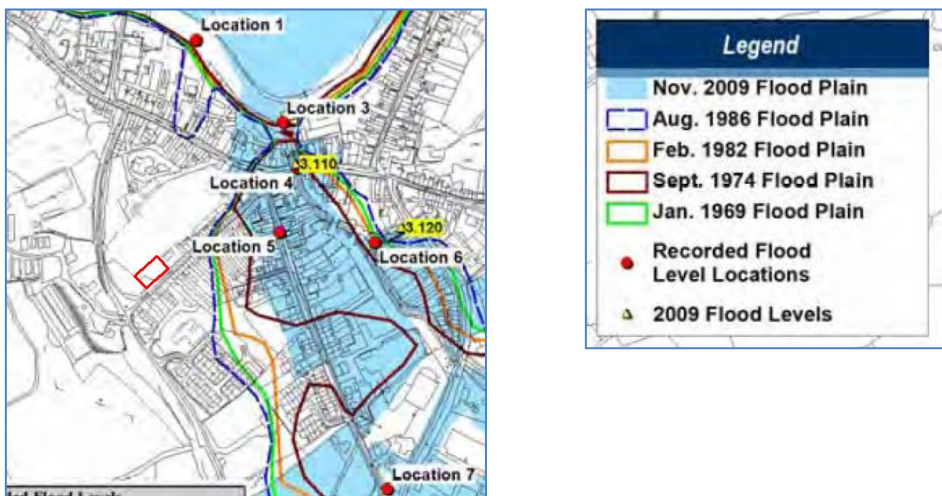 Location 1
Location 3
3.110
Location 4
3.120
Location 5
Location 6
Location 7
Legend
Nov. 2009 Flood Plain
Aug. 1986 Flood Plain
Feb. 1982 Flood Plain
Sept. 1974 Flood Plain
Jan. 1969 Flood Plain
Recorded Flood
Level Locations
2009 Flood Levels